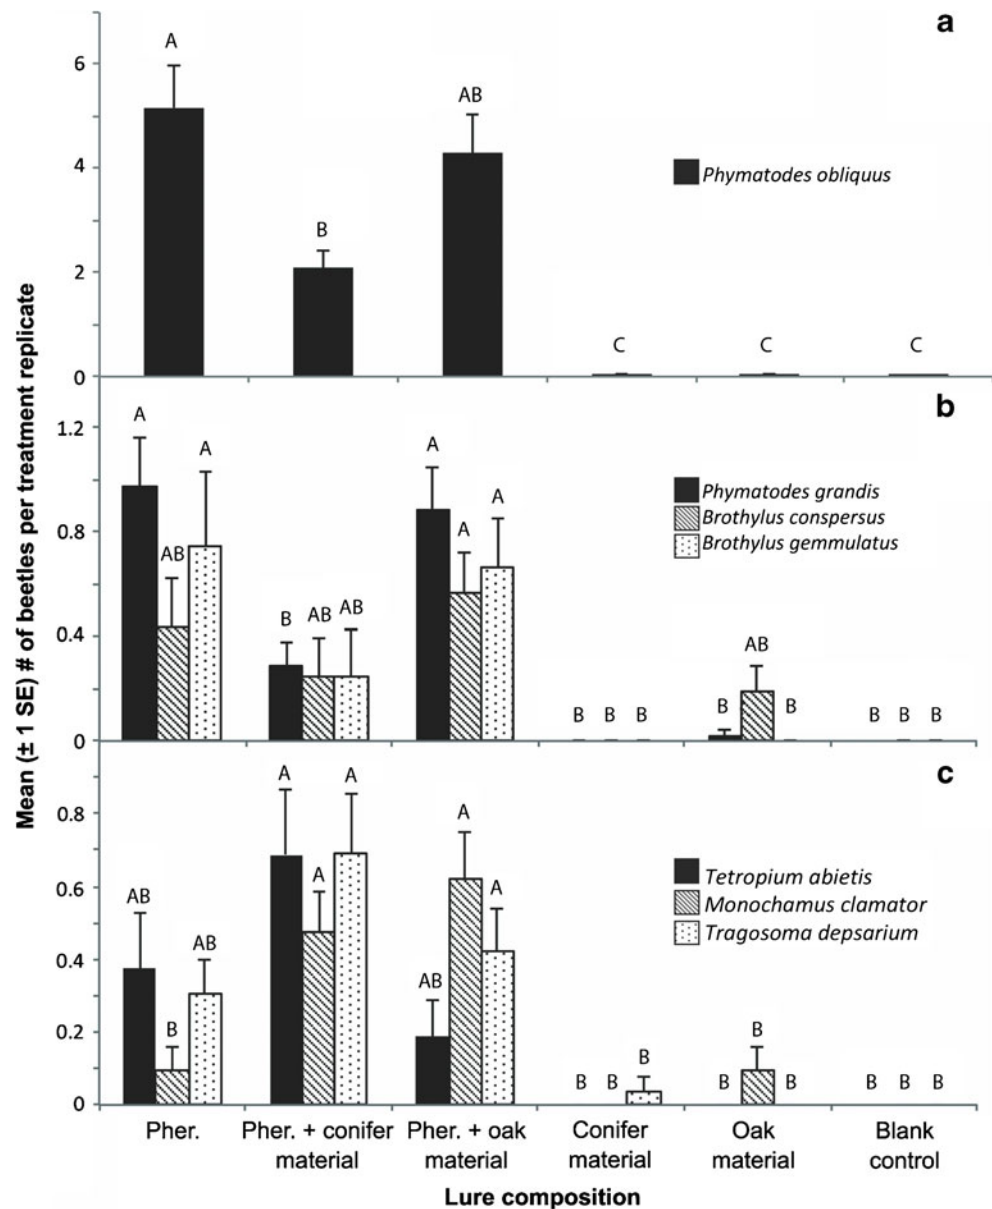 a
6
4
2
0
A
B
AB
C
C
C
Phymatodes obliquus
b
1.2
0.8
0.4
0
A
AB
A
B
AB
AB
A
A
A
B
B
B
B
AB
B
B
B
B
Phymatodes grandis
Brothylus conspersus
Brothylus gemmulatus
c
0.8
0.6
0.4
0.2
0
AB
B
AB
A
A
A
AB
A
A
B
B
B
B
B
B
B
B
B
Tetropium abietis
Monochamus clamator
Tragosoma depsarium
Mean (± 1 SE) # of beetles per treatment replicate
Pher.
Pher. + conifer
material
Pher. + oak
material
Conifer
material
Oak
material
Blank
control
Lure composition